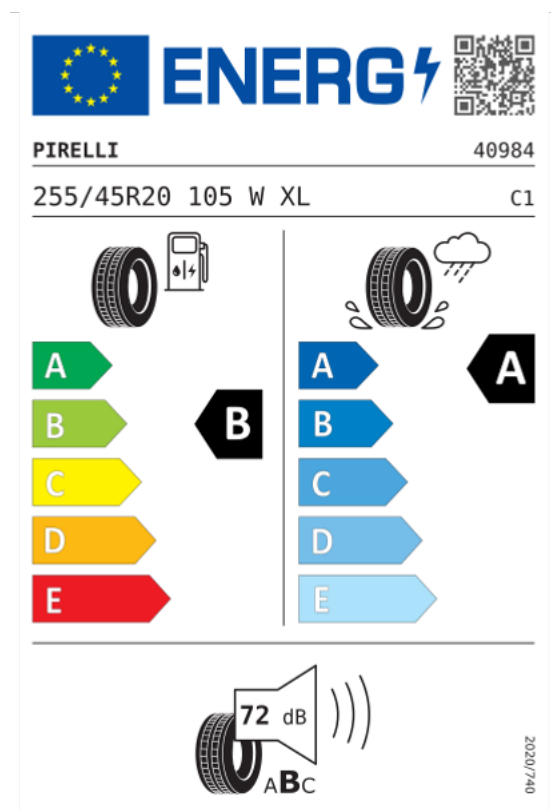 ENERG
PIRELLI 40984
255/45R20 105 W XL C1
A A A
B B B
C C
D D
E E
72 dB
ABC
2020/740